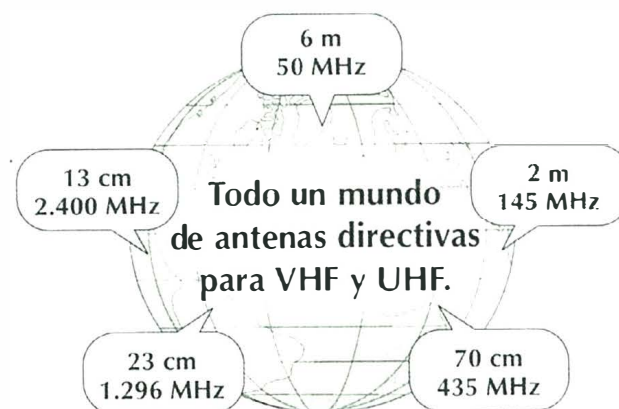 6 m
50 MHz
13 cm
2.400 MHz
2 m
145 MHz
Todo un mundo
de antenas directivas
para VHF y UHF.
23 cm
1.296 MHz
70 cm
435 MHz